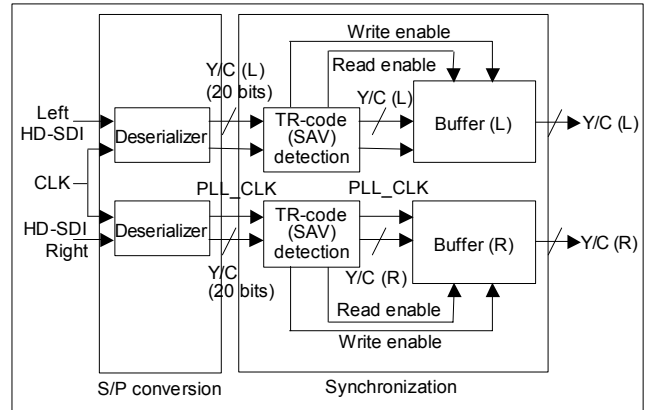 Write enable
Read enable
Y/C (L)
(20 bits)
Y/C (L)
Left
HD-SDI
Deserializer
TR-code
(SAV)
detection
Buffer (L)
Y/C (L)
CLK
PLL_CLK
PLL_CLK
HD-SDI
Right
Deserializer
TR-code
(SAV)
detection
Buffer (R)
Y/C (R)
Y/C
(20 bits)
Y/C (R)
Read enable
Write enable
S/P conversion
Synchronization